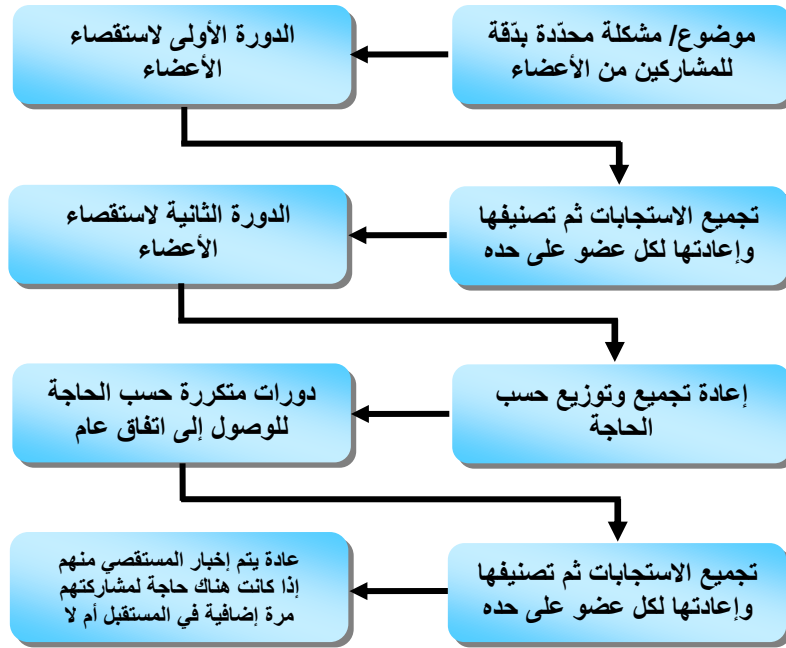 موضوع/ مشكلة محدّدة بدّقة
للمشاركين من الأعضاء
الدورة الأولى لاستقصاء
الأعضاء
تجميع الاستجابات ثم تصنيفها
وإعادتها لكل عضو على حده
الدورة الثانية لاستقصاء
الأعضاء
إعادة تجميع وتوزيع حسب
الحاجة
دورات متكررة حسب الحاجة
للوصول إلى اتفاق عام
تجميع الاستجابات ثم تصنيفها
وإعادتها لكل عضو على حده
عادة يتم إخبار المستقصي منهم
إذا كانت هناك حاجة لمشاركتهم
مرة إضافية في المستقبل أم لا